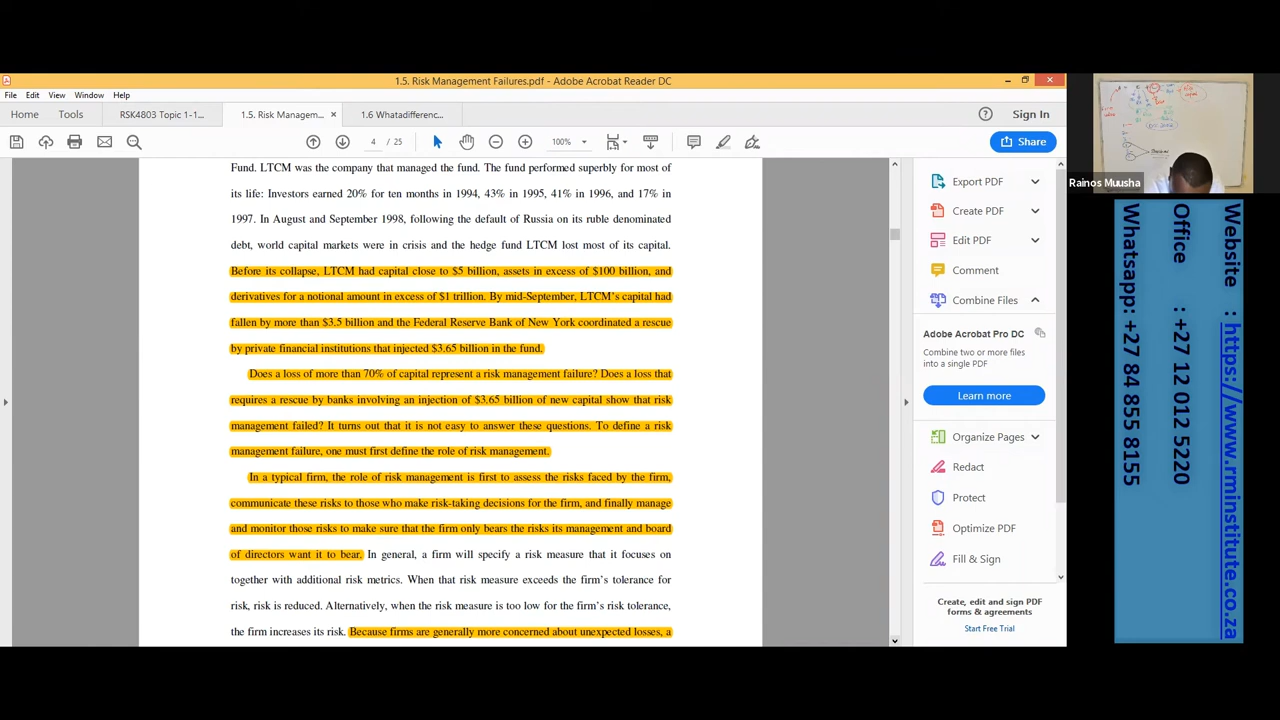 1.5. Risk Management Failures.pdf - Adobe Acrobat Reader DC
File Edit View Window Help
Home Tools RSK4803 Topic 1-1... 1.5. Risk Managem... × 1.6 Whatadifferenc... Sign In
4 / 25 100% Share
Fund. LTCM was the company that managed the fund. The fund performed superbly for most of
its life: Investors earned 20% for ten months in 1994, 43% in 1995, 41% in 1996, and 17% in
1997. In August and September 1998, following the default of Russia on its ruble denominated
debt, world capital markets were in crisis and the hedge fund LTCM lost most of its capital.
Before its collapse, LTCM had capital close to $5 billion, assets in excess of $100 billion, and
derivatives for a notional amount in excess of $1 trillion. By mid-September, LTCM's capital had
fallen by more than $3.5 billion and the Federal Reserve Bank of New York coordinated a rescue
by private financial institutions that injected $3.65 billion in the fund.
Does a loss of more than 70% of capital represent a risk management failure? Does a loss that
requires a rescue by banks involving an injection of $3.65 billion of new capital show that risk
management failed? It turns out that it is not easy to answer these questions. To define a risk
management failure, one must first define the role of risk management.
In a typical firm, the role of risk management is first to assess the risks faced by the firm,
communicate these risks to those who make risk-taking decisions for the firm, and finally manage
and monitor those risks to make sure that the firm only bears the risks its management and board
of directors want it to bear. In general, a firm will specify a risk measure that it focuses on
together with additional risk metrics. When that risk measure exceeds the firm's tolerance for
risk, risk is reduced. Alternatively, when the risk measure is too low for the firm's risk tolerance,
the firm increases its risk. Because firms are generally more concerned about unexpected losses, a
Export PDF
Create PDF
Edit PDF
Comment
Combine Files
Adobe Acrobat Pro DC
Combine two or more files
into a single PDF
Learn more
Organize Pages
Redact
Protect
Optimize PDF
Fill & Sign
Create, edit and sign PDF
forms & agreements
Start Free Trial
Rainos Muusha
Website : https://www.rminstitute.co.za
Office : +27 12 012 5220
Whatsapp: +27 84 855 8155